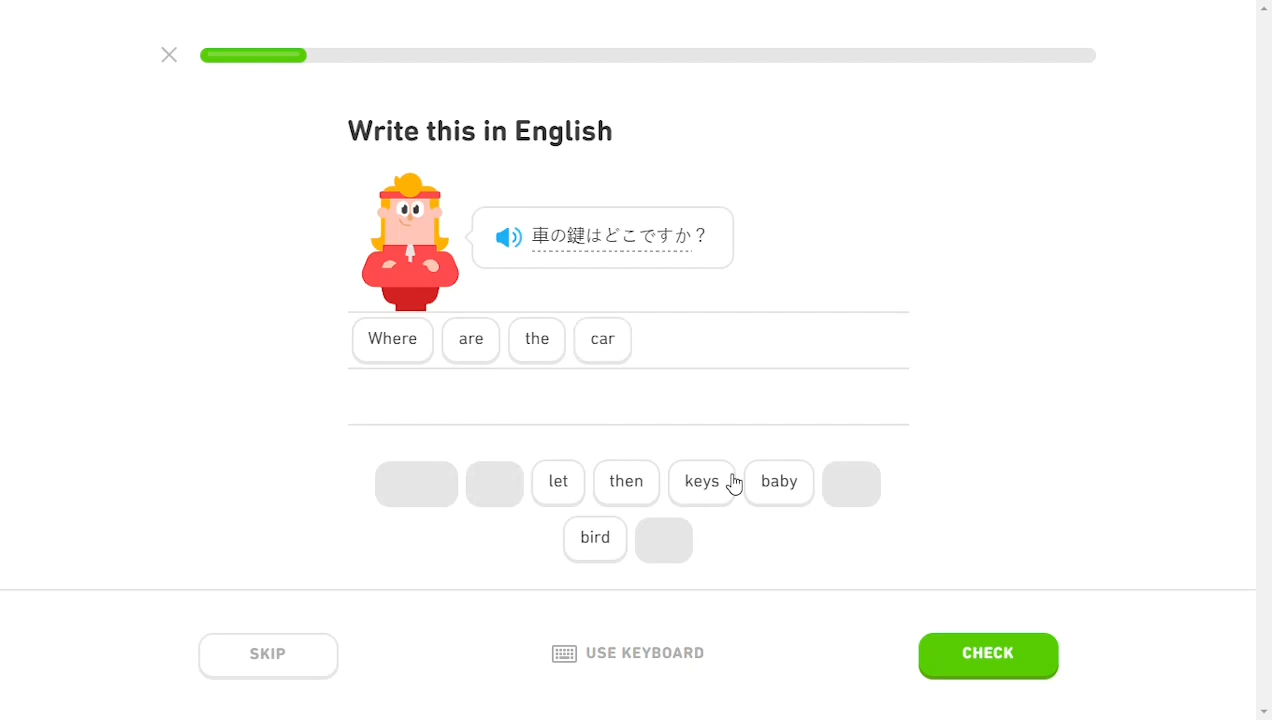 Write this in English
車の鍵はどこですか？
Where are the car
let then keys baby
bird
SKIP USE KEYBOARD CHECK